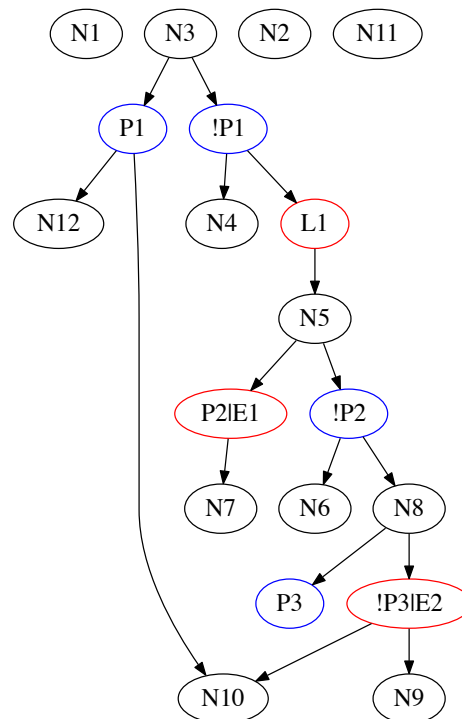 N1 N3 N2 N11
P1 !P1
N12 N4 L1
N5
P2|E1 !P2
N7 N6 N8
P3 !P3|E2
N10 N9